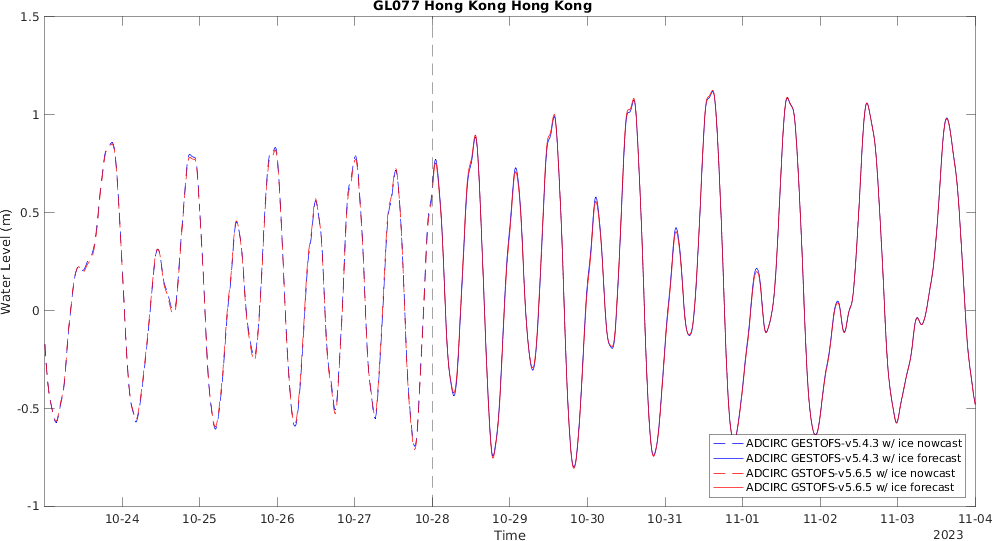 GL077 Hong Kong Hong Kong
1.5
1
0.5
0
-0.5
-1
Water Level (m)
10-24 10-25 10-26 10-27 10-28 10-29 10-30 10-31 11-01 11-02 11-03 11-04
Time
2023
ADCIRC GESTOFS-v5.4.3 w/ ice nowcast
ADCIRC GESTOFS-v5.4.3 w/ ice forecast
ADCIRC GSTOFS-v5.6.5 w/ ice nowcast
ADCIRC GSTOFS-v5.6.5 w/ ice forecast